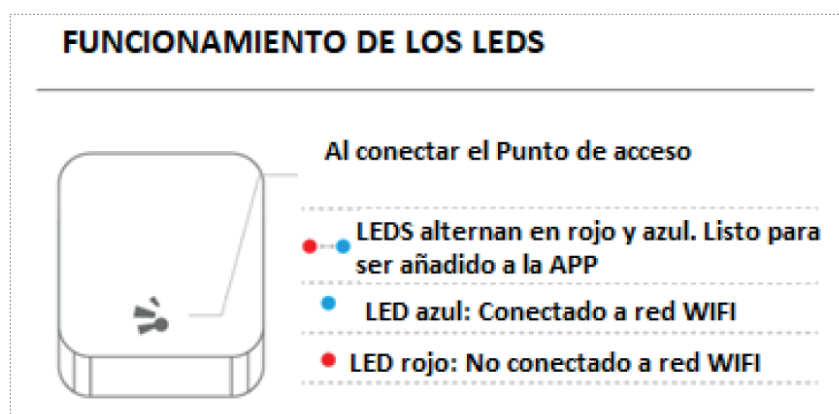 FUNCIONAMIENTO DE LOS LEDS
Al conectar el Punto de acceso
LEDS alternan en rojo y azul. Listo para
ser añadido a la APP
LED azul: Conectado a red WIFI
LED rojo: No conectado a red WIFI